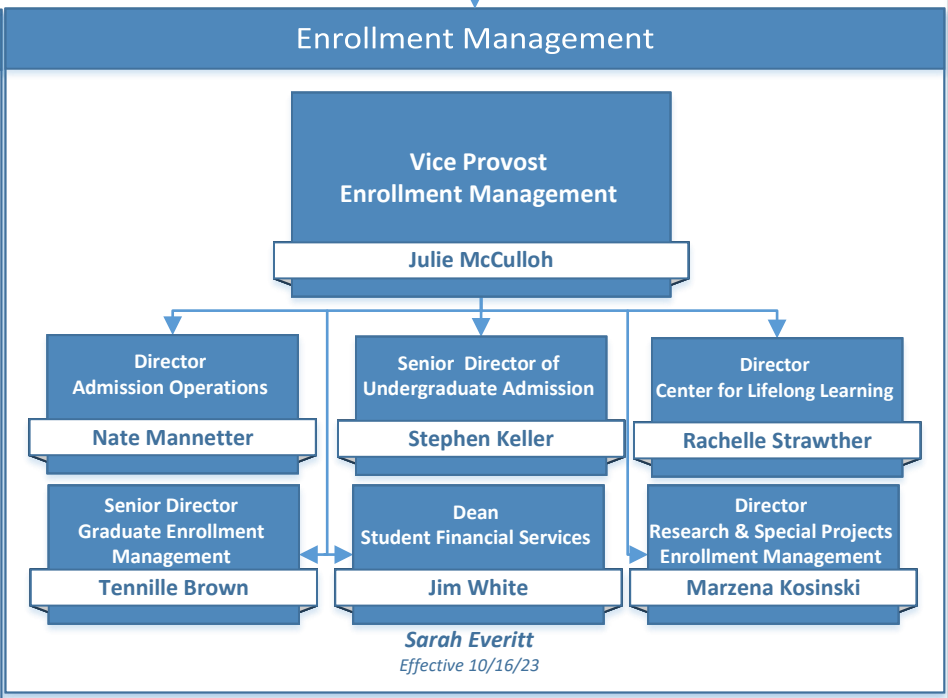 Enrollment Management
Vice Provost
Enrollment Management
Julie McCulloh
Director
Admission Operations
Nate Mannetter
Senior Director of
Undergraduate Admission
Stephen Keller
Director
Center for Lifelong Learning
Rachelle Strawther
Senior Director
Graduate Enrollment
Management
Tennille Brown
Dean
Student Financial Services
Jim White
Director
Research & Special Projects
Enrollment Management
Marzena Kosinski
Sarah Everitt
Effective 10/16/23